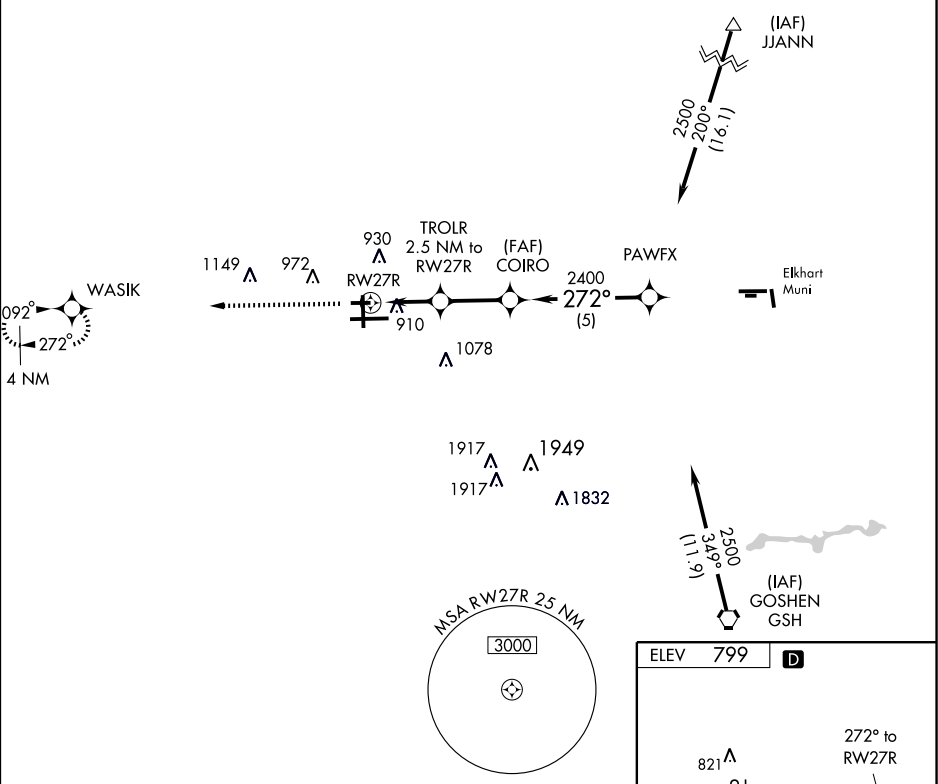 (IAF)
JJANN
2500
200°
(16.1)
TROLR
2.5 NM to
RW27R
(FAF)
COIRO
PAWFX
930
1149
972
RW27R
2400
272°
(5)
Elkhart
Muni
WASIK
092°
272°
4 NM
910
1078
1917
1949
1917
1832
2500
349°
(11.9)
(IAF)
GOSHEN
GSH
MSA RW27R 25 NM
3000
ELEV 799 D
272° to
RW27R
821